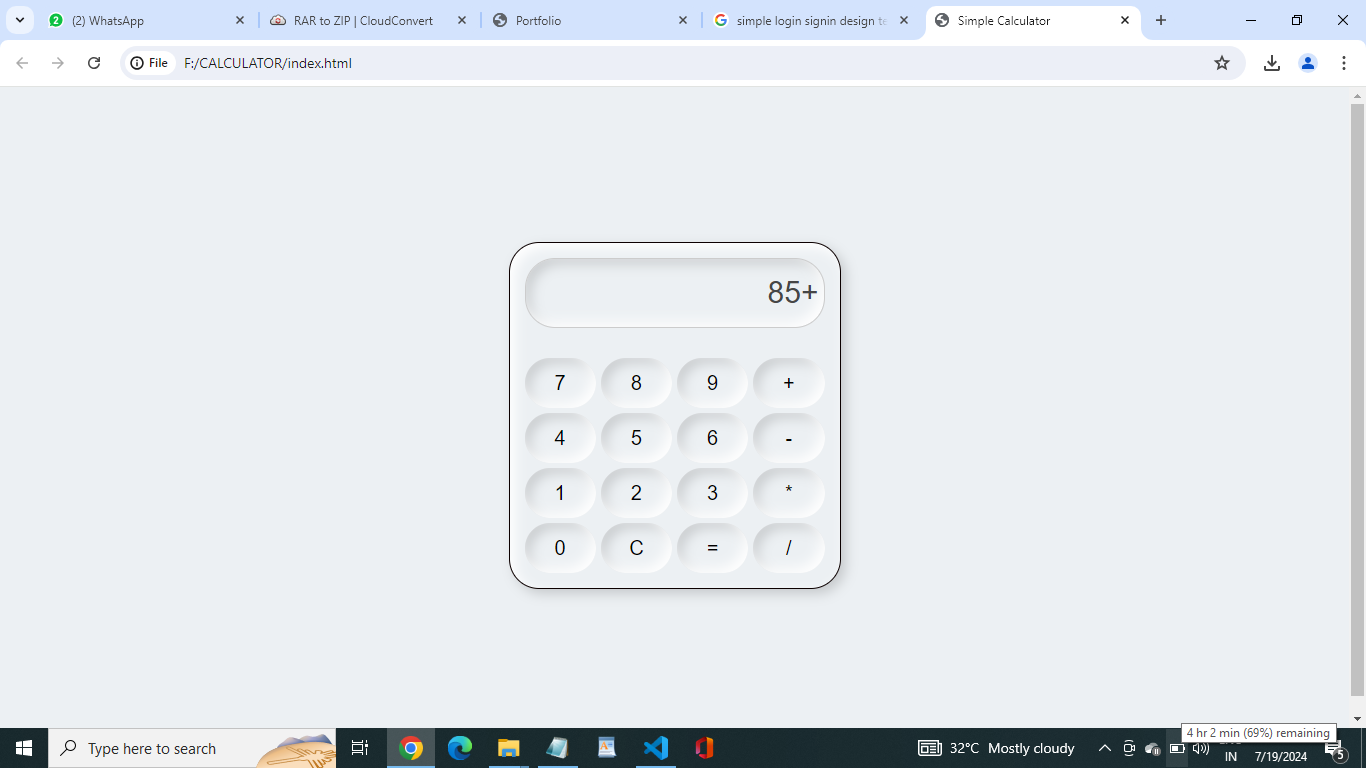 2 (2) WhatsApp RAR to ZIP | CloudConvert Portfolio simple login signin design Simple Calculator
File F:/CALCULATOR/index.html
85+
7 8 9 +
4 5 6 -
1 2 3 *
0 C = /
4 hr 2 min (69%) remaining
Type here to search 32°C Mostly cloudy
IN 7/19/2024 5